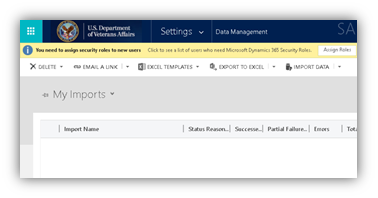 U.S. Department
of Veterans Affairs
Settings
Data Management
SA
You need to assign security roles to new users
Click to see a list of users who need Microsoft Dynamics 365 Security Roles.
Assign Roles
DELETE
EMAIL A LINK
EXCEL TEMPLATES
EXPORT TO EXCEL
IMPORT DATA
My Imports
Import Name
Status Reason...
Successe...
Partial Failure...
Errors
Tota